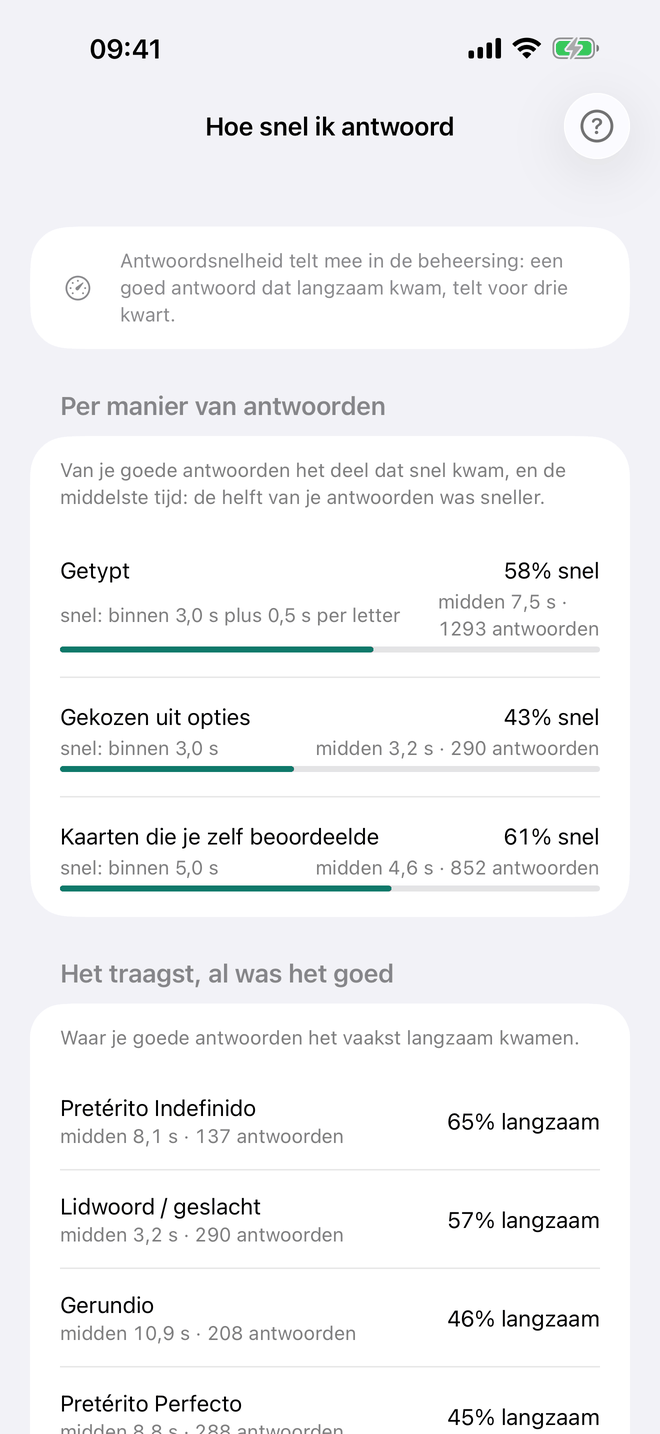 09:41
Hoe snel ik antwoord
?
Antwoordsnelheid telt mee in de beheersing: een
goed antwoord dat langzaam kwam, telt voor drie
kwart.
Per manier van antwoorden
Van je goede antwoorden het deel dat snel kwam, en de
middelste tijd: de helft van je antwoorden was sneller.
Getypt
58% snel
snel: binnen 3,0 s plus 0,5 s per letter
midden 7,5 s ·
1293 antwoorden
Gekozen uit opties
43% snel
snel: binnen 3,0 s
midden 3,2 s · 290 antwoorden
Kaarten die je zelf beoordeelde
61% snel
snel: binnen 5,0 s
midden 4,6 s · 852 antwoorden
Het traagst, al was het goed
Waar je goede antwoorden het vaakst langzaam kwamen.
Pretérito Indefinido
midden 8,1 s · 137 antwoorden
65% langzaam
Lidwoord / geslacht
midden 3,2 s · 290 antwoorden
57% langzaam
Gerundio
midden 10,9 s · 208 antwoorden
46% langzaam
Pretérito Perfecto
midden 8,8 s · 288 antwoorden
45% langzaam